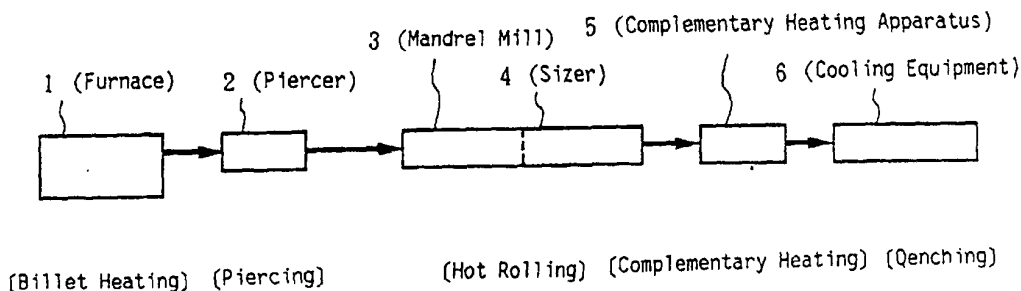 5 (Complementary Heating Apparatus)
3 (Mandrel Mill)
4 (Sizer)
6 (Cooling Equipment)
1 (Furnace)
2 (Piercer)
[Billet Heating] (Piercing] (Hot Rolling) [Complementary Heating] [Qenching]